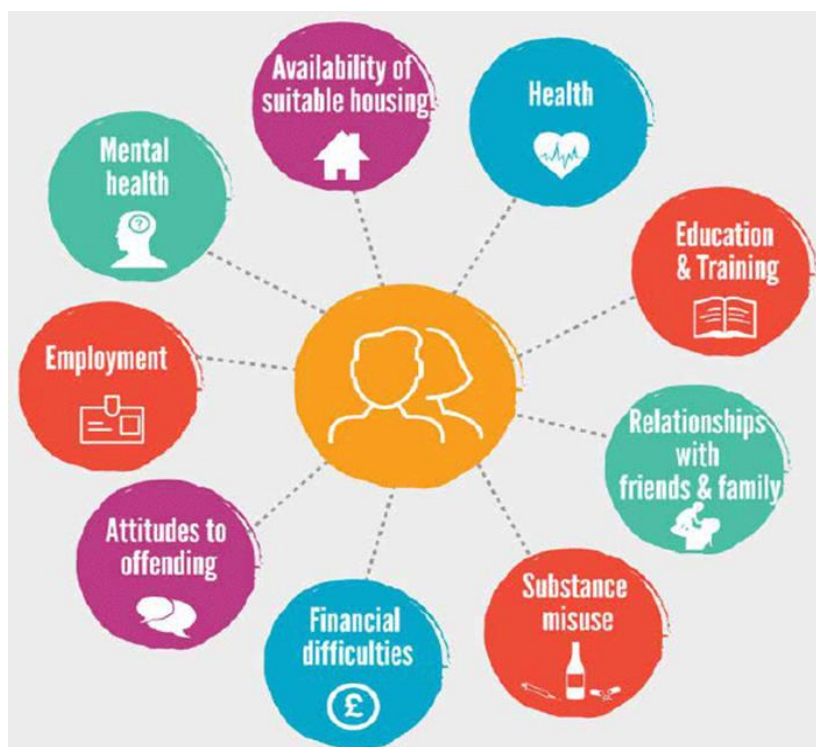 Availability of
suitable housing
Health
Education
& Training
Relationships
with
friends & family
Substance
misuse
Financial
difficulties
£
Attitudes to
offending
Employment
Mental
health
?